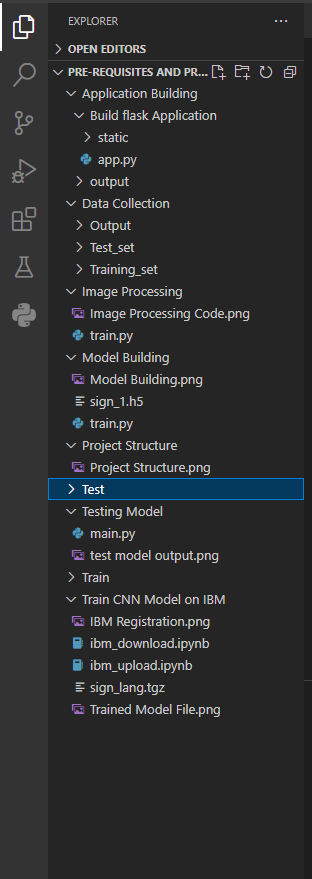 EXPLORER
OPEN EDITORS
PRE-REQUISITES AND PR...
Application Building
Build flask Application
static
app.py
output
Data Collection
Output
Test_set
Training_set
Image Processing
Image Processing Code.png
train.py
Model Building
Model Building.png
sign_1.h5
train.py
Project Structure
Project Structure.png
Test
Testing Model
main.py
test model output.png
Train
Train CNN Model on IBM
IBM Registration.png
ibm_download.ipynb
ibm_upload.ipynb
sign_lang.tgz
Trained Model File.png